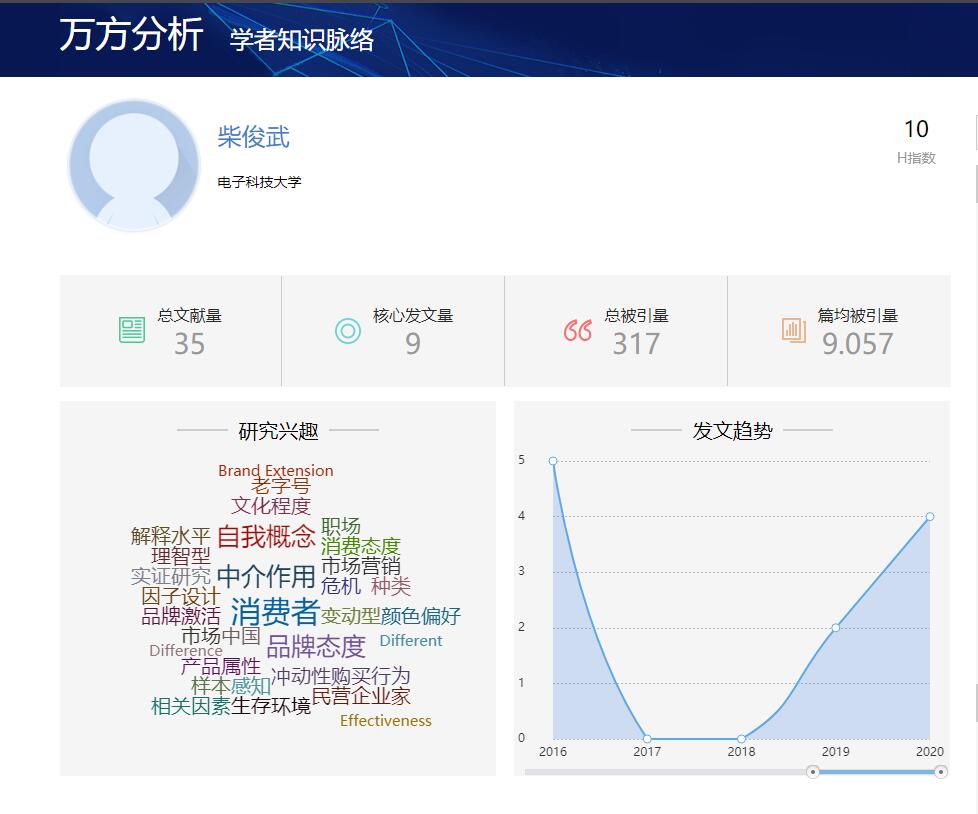 万方分析 学者知识脉络
柴俊武
电子科技大学
10
H指数
总文献量
35
核心发文量
9
总被引量
317
篇均被引量
9.057
研究兴趣
Brand Extension
老字号
文化程度
解释水平
自我概念
职场
消费态度
理智型
市场营销
实证研究
中介作用
危机
种类
因子设计
消费者
品牌激活
变动型
颜色偏好
市场
中国
品牌态度
Different
Difference
产品属性
冲动性购买行为
样本
感知
民营企业家
相关因素
生存环境
Effectiveness
发文趋势
5
4
3
2
1
0
2016 2017 2018 2019 2020